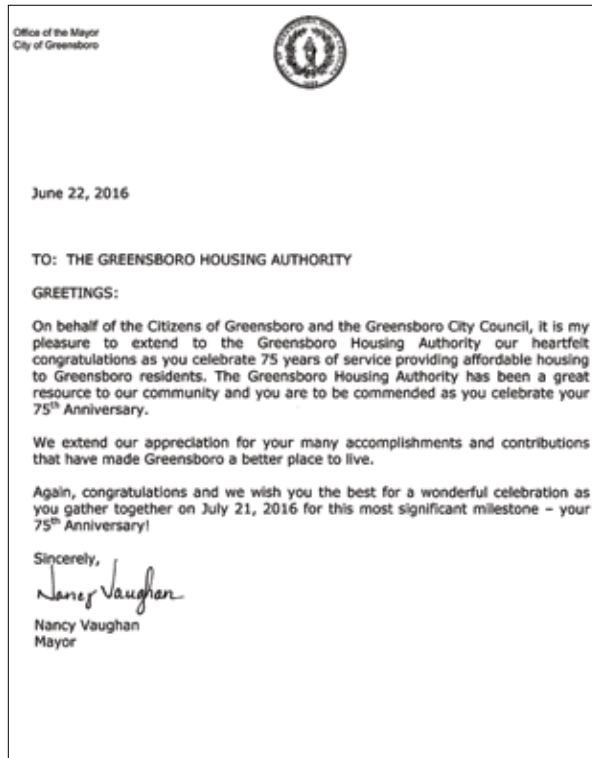 Office of the Mayor
City of Greensboro
June 22, 2016
TO: THE GREENSBORO HOUSING AUTHORITY
GREETINGS:
On behalf of the Citizens of Greensboro and the Greensboro City Council, it is my
pleasure to extend to the Greensboro Housing Authority our heartfelt
congratulations as you celebrate 75 years of service providing affordable housing
to Greensboro residents. The Greensboro Housing Authority has been a great
resource to our community and you are to be commended as you celebrate your
75th Anniversary.
We extend our appreciation for your many accomplishments and contributions
that have made Greensboro a better place to live.
Again, congratulations and we wish you the best for a wonderful celebration as
you gather together on July 21, 2016 for this most significant milestone – your
75th Anniversary!
Sincerely,
Nancy Vaughan
Nancy Vaughan
Mayor